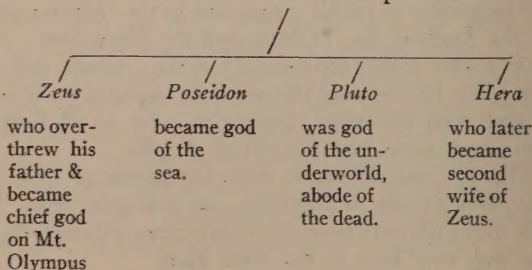 Zeus
who over-
threw his
father &
became
chief god
on Mt.
Olympus
Poseidon
became god
of the
sea.
Pluto
was god
of the un-
derworld,
abode of
the dead.
Hera
who later
became
second
wife of
Zeus.